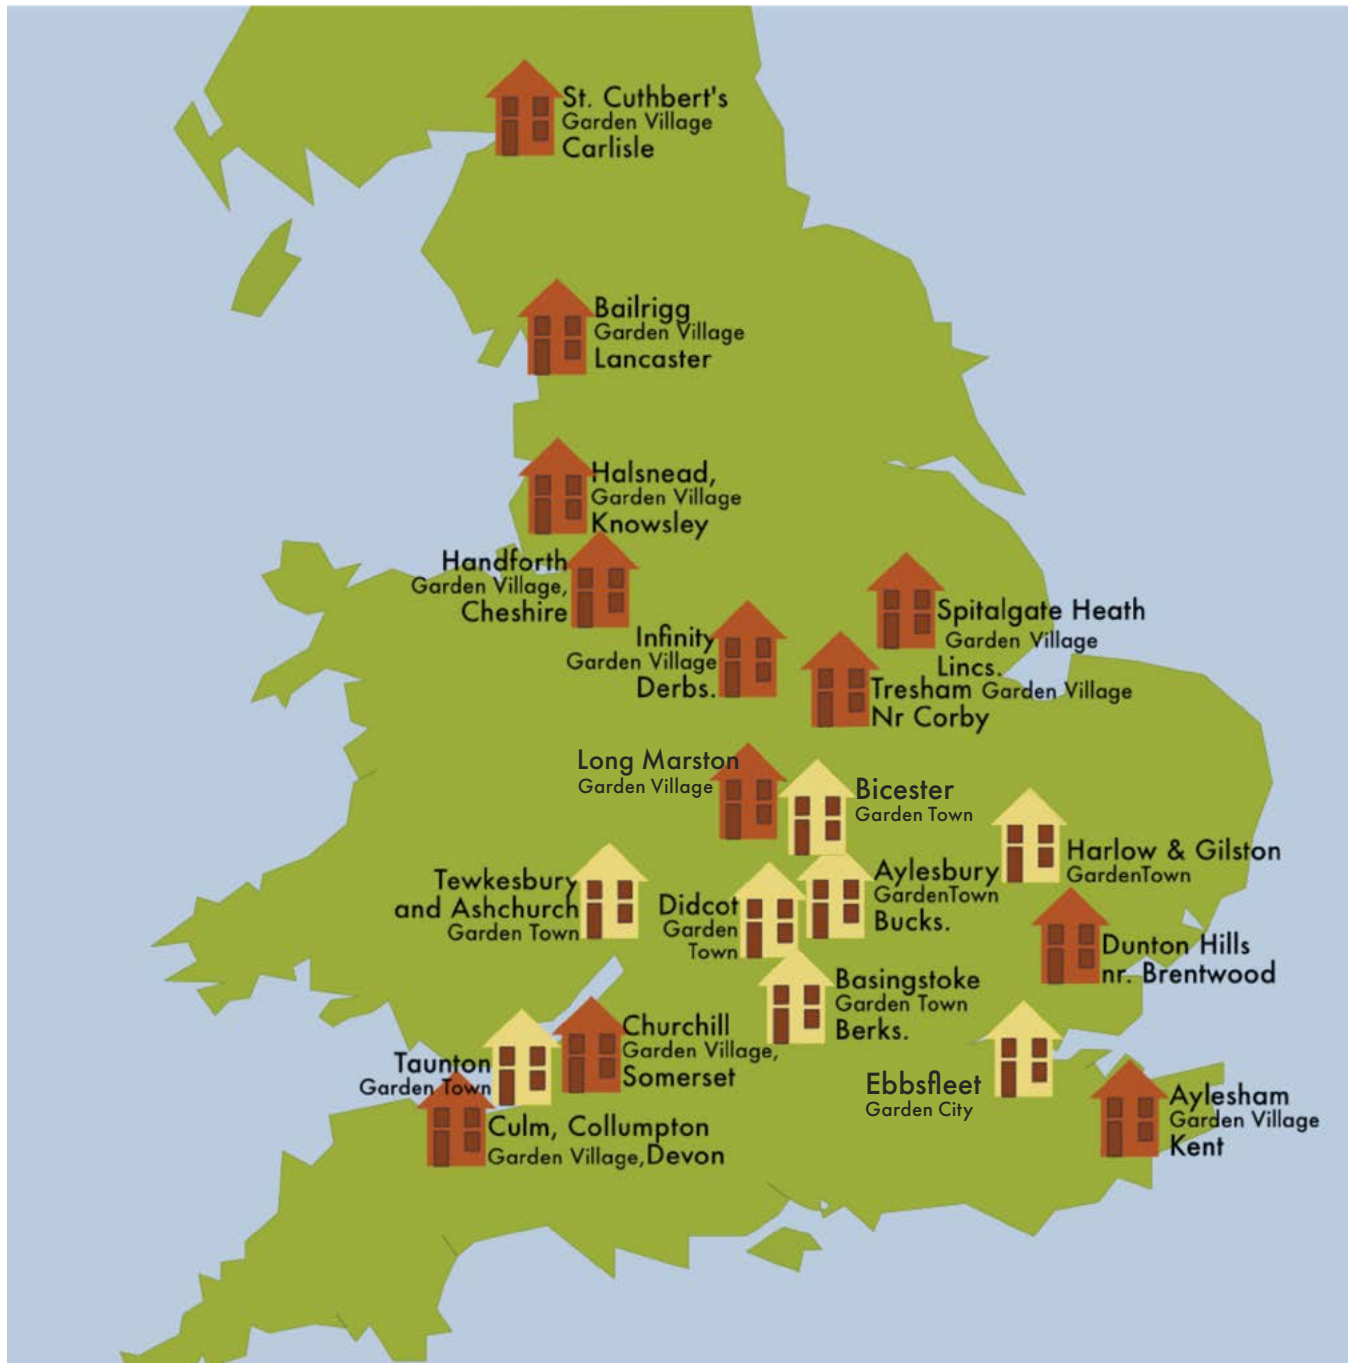 St. Cuthbert's
Garden Village
Carlisle
Bailrigg
Garden Village
Lancaster
Halsnead,
Garden Village
Knowsley
Handforth
Garden Village,
Cheshire
Spitalgate Heath
Garden Village
Lincs.
Infinity
Garden Village
Derbs.
Tresham Garden Village
Nr Corby
Long Marston
Garden Village
Bicester
Garden Town
Harlow & Gilston
GardenTown
Tewkesbury
and Ashchurch
Garden Town
Didcot
Garden
Town
Aylesbury
GardenTown
Bucks.
Dunton Hills
nr. Brentwood
Basingstoke
Garden Town
Berks.
Churchill
Garden Village,
Somerset
Taunton
Garden Town
Ebbsfleet
Garden City
Aylesham
Garden Village
Kent
Culm, Collumpton
Garden Village,Devon